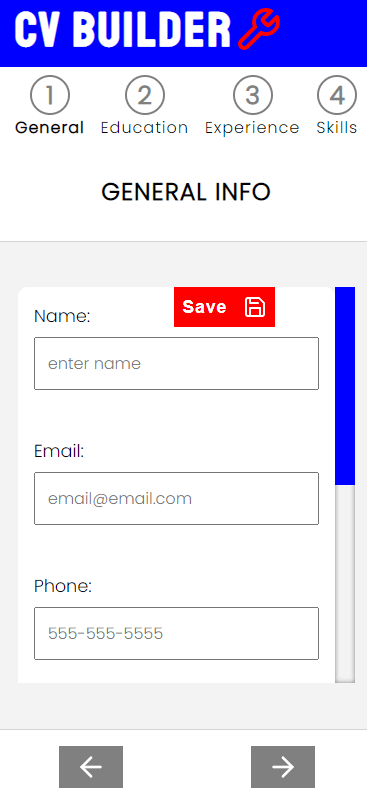 CV BUILDER
1 2 3 4
General Education Experience Skills
GENERAL INFO
Save
Name:
enter name
Email:
email@email.com
Phone:
555-555-5555